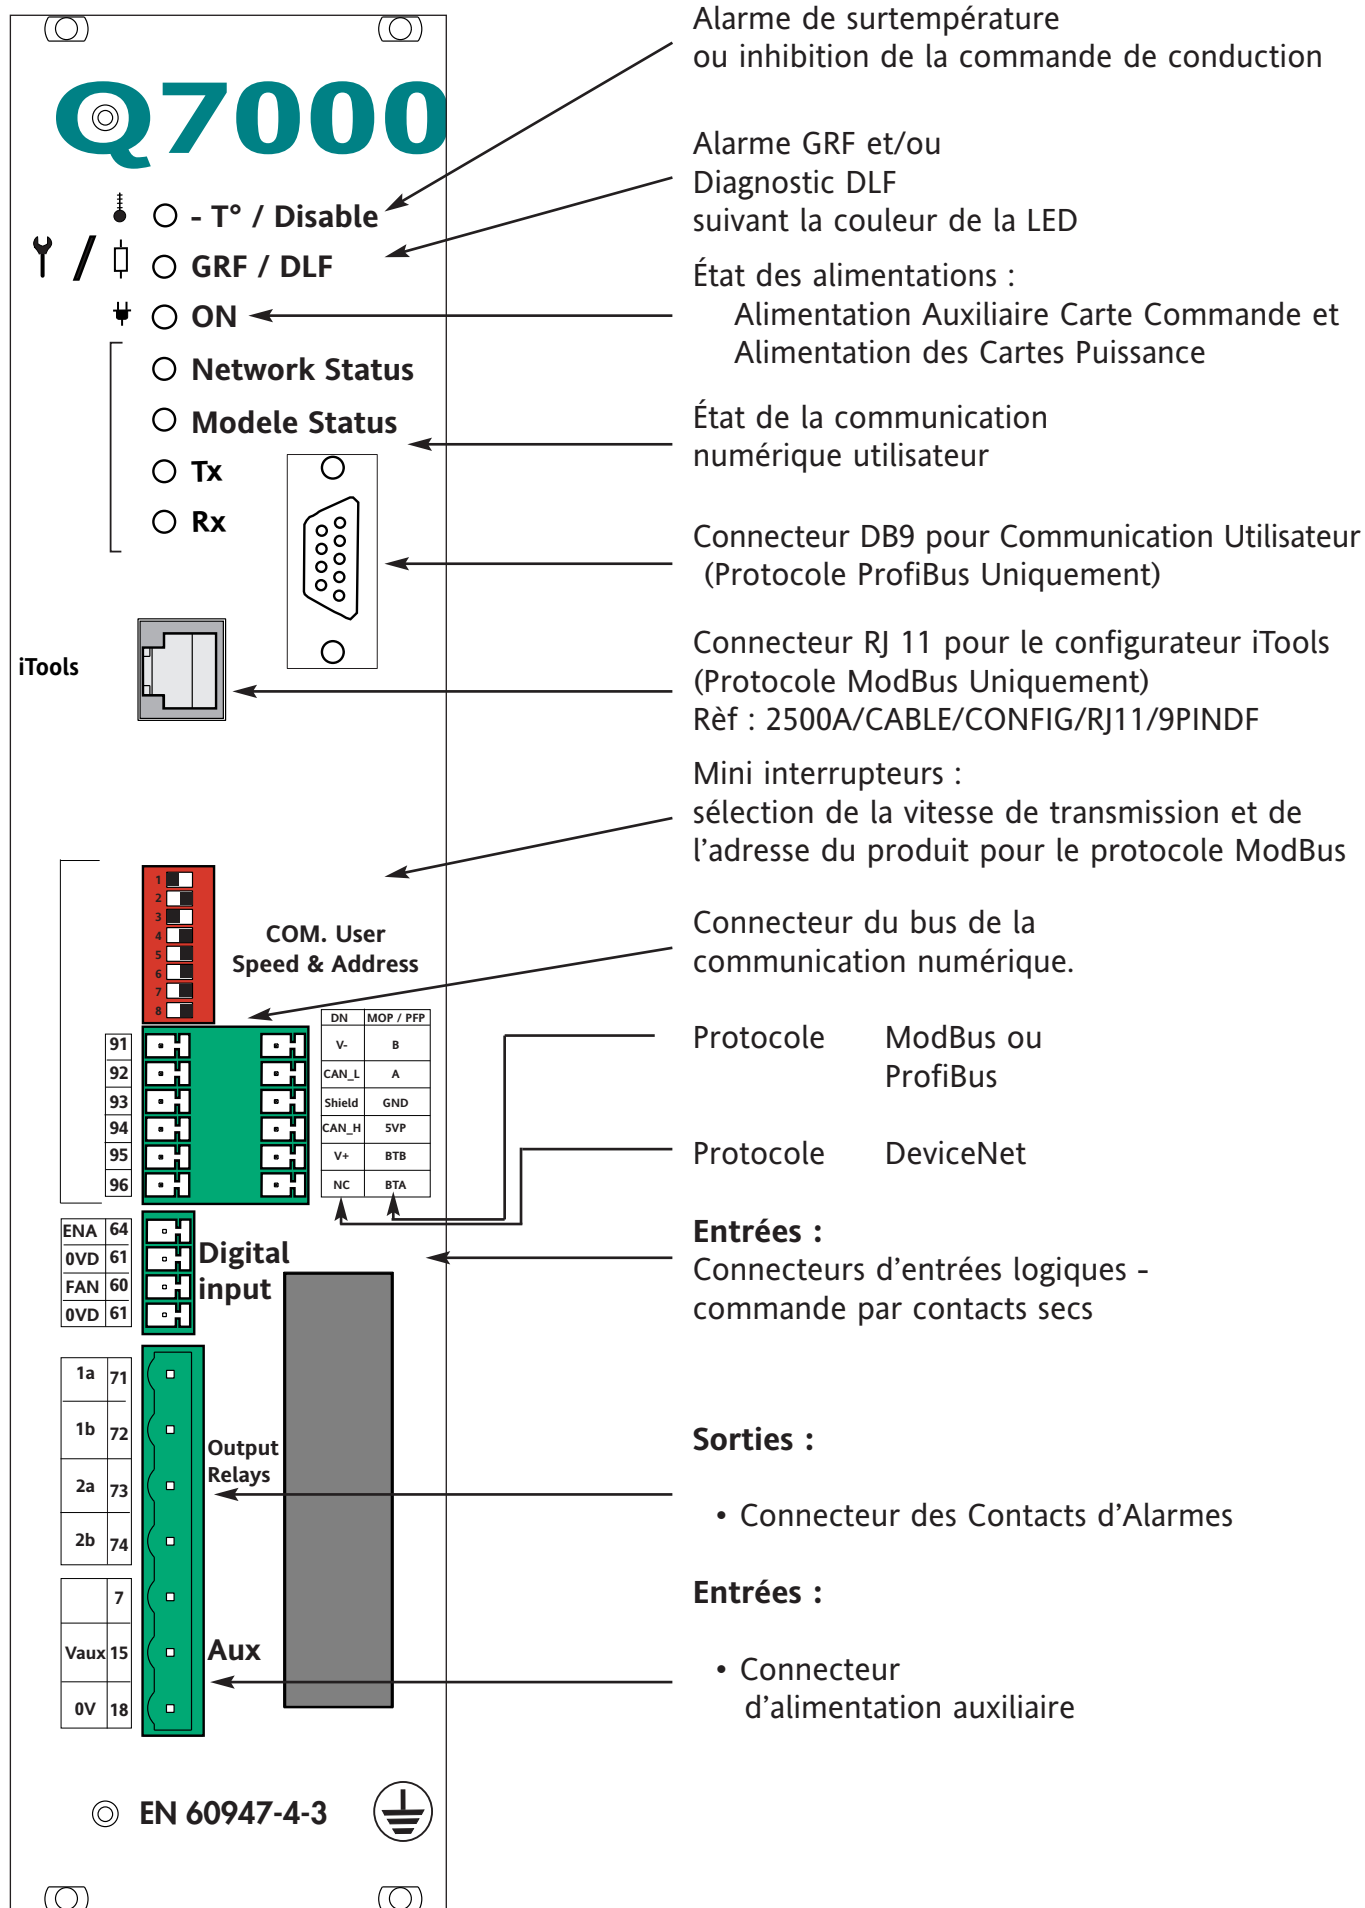 Q7000
- T° / Disable
GRF / DLF
ON
Network Status
Modele Status
Tx
Rx
iTools
1
2
3
4
5
6
7
8
COM. User
Speed & Address
91
92
93
94
95
96
DN MOP / PFP
V- B
CAN_L A
Shield GND
CAN_H 5VP
V+ BTB
NC BTA
ENA 64
0VD 61
FAN 60
0VD 61
Digital
input
1a 71
1b 72
2a 73
2b 74
Output
Relays
7
Vaux 15
0V 18
Aux
EN 60947-4-3
Alarme de surtempérature
ou inhibition de la commande de conduction
Alarme GRF et/ou
Diagnostic DLF
suivant la couleur de la LED
État des alimentations :
Alimentation Auxiliaire Carte Commande et
Alimentation des Cartes Puissance
État de la communication
numérique utilisateur
Connecteur DB9 pour Communication Utilisateur
(Protocole ProfiBus Uniquement)
Connecteur RJ 11 pour le configurateur iTools
(Protocole ModBus Uniquement)
Rèf : 2500A/CABLE/CONFIG/RJ11/9PINDF
Mini interrupteurs :
sélection de la vitesse de transmission et de
l’adresse du produit pour le protocole ModBus
Connecteur du bus de la
communication numérique.
Protocole ModBus ou
ProfiBus
Protocole DeviceNet
Entrées :
Connecteurs d’entrées logiques -
commande par contacts secs
Sorties :
• Connecteur des Contacts d’Alarmes
Entrées :
• Connecteur
d’alimentation auxiliaire